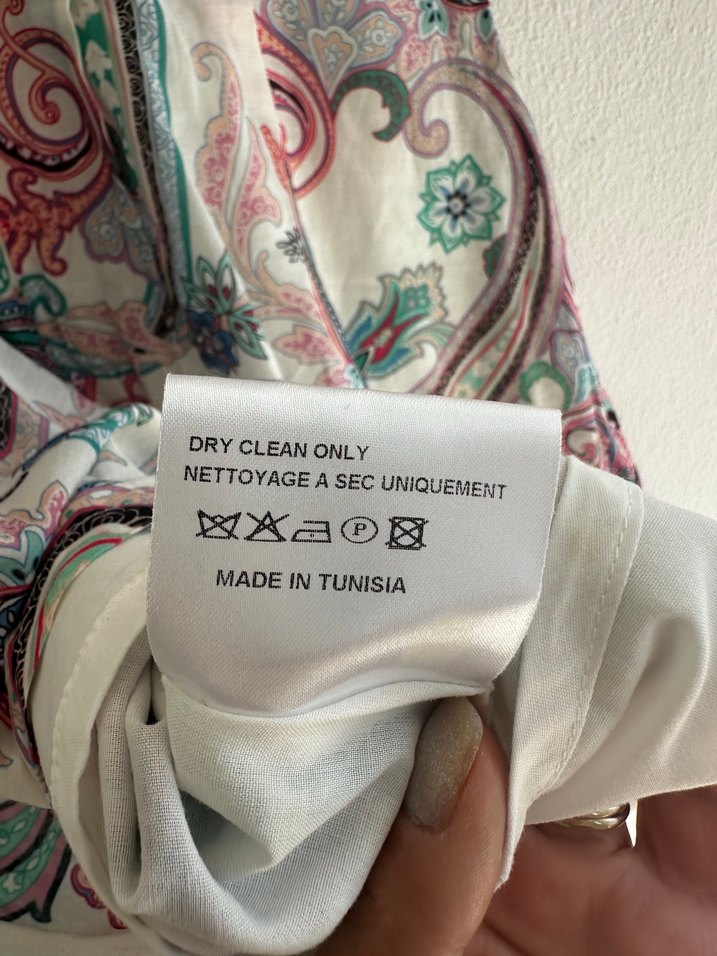 DRY CLEAN ONLY
NETTOYAGE A SEC UNIQUEMENT
P
MADE IN TUNISIA